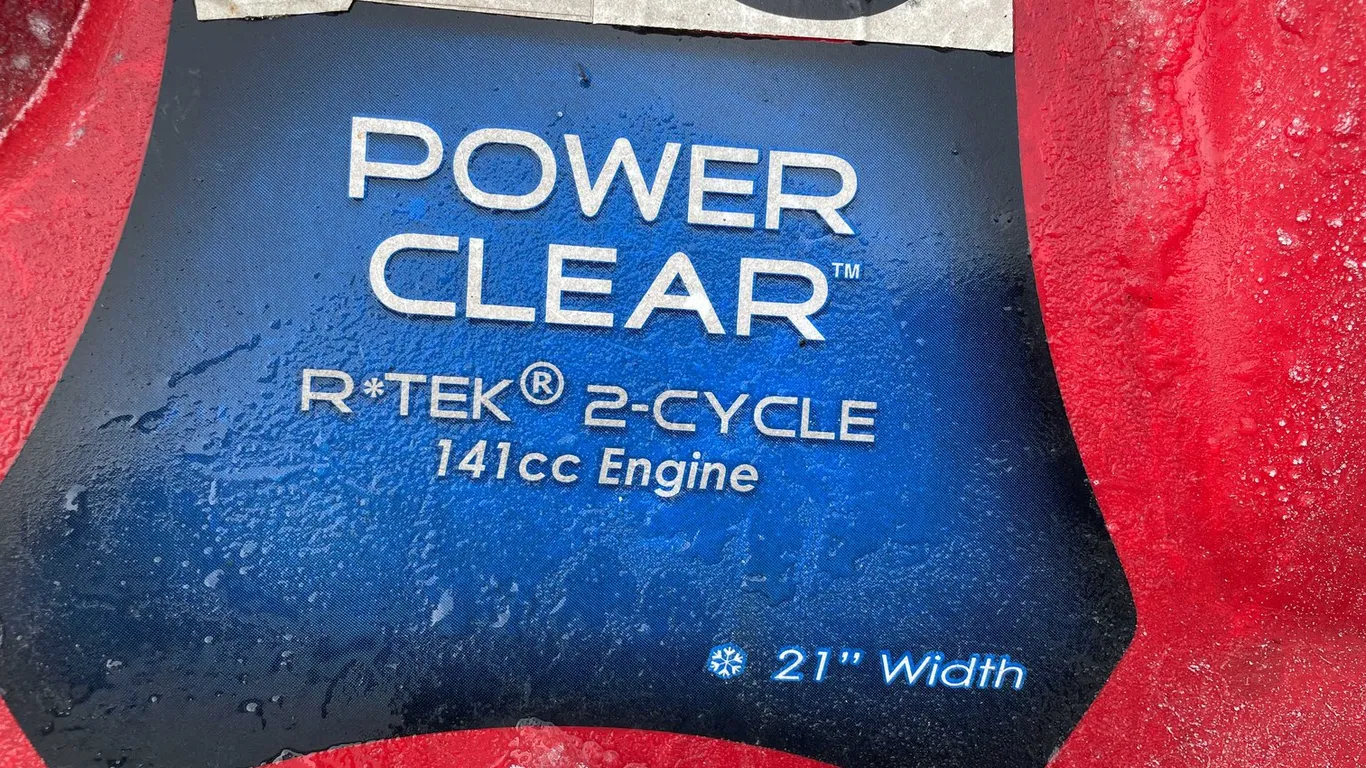 POWER
CLEAR™
R*TEK® 2-CYCLE
141cc Engine
21” Width